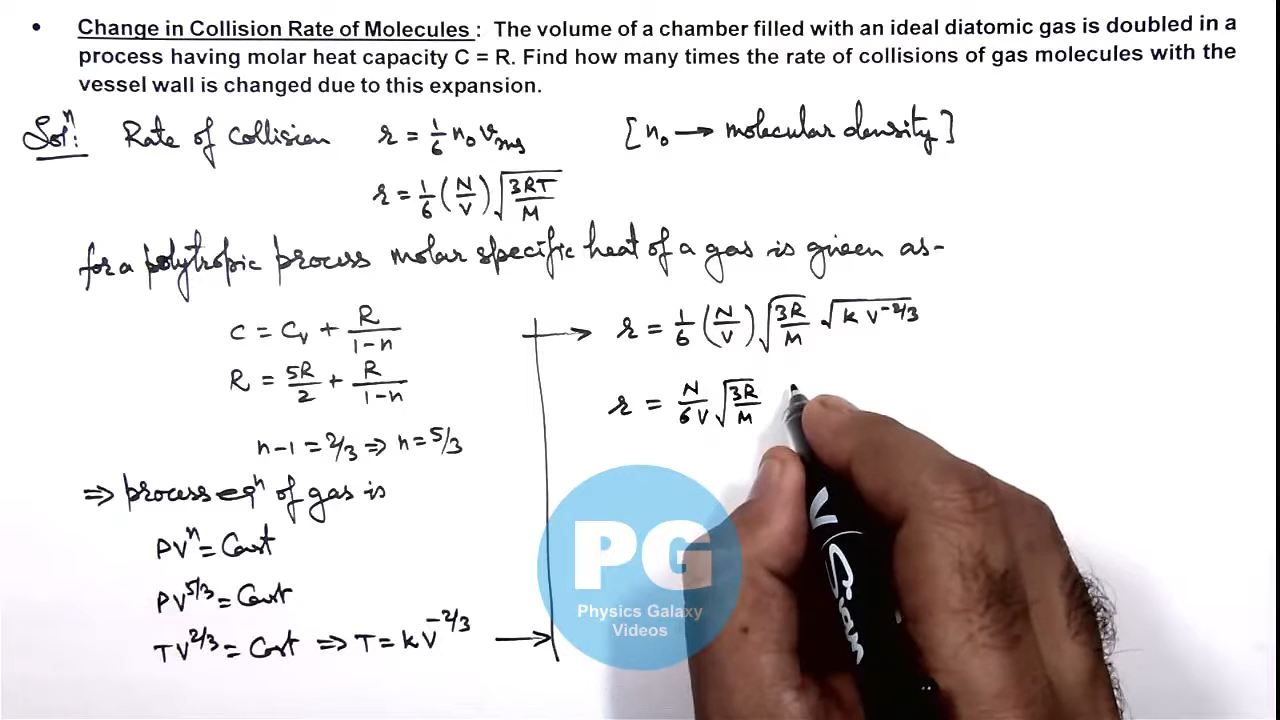 • Change in Collision Rate of Molecules : The volume of a chamber filled with an ideal diatomic gas is doubled in a
process having molar heat capacity C = R. Find how many times the rate of collisions of gas molecules with the
vessel wall is changed due to this expansion.
Solⁿ: Rate of Collision r = 1/6 n₀ v_rms [n₀ → molecular density]
r = 1/6 (N/V) √(3RT/M)
for a polytropic process molar specific heat of a gas is given as-
C = Cv + R/(1-n)
R = 5R/2 + R/(1-n)
n-1 = 2/3 ⇒ n = 5/3
⇒ process eqⁿ of gas is
PVⁿ = Cost
PV^5/3 = Cost
TV^2/3 = Cost ⇒ T = kV^-2/3
r = 1/6 (N/V) √(3R/M) √(k V^-2/3)
r = N/6V √(3R/M)
V/Sign
PG
Physics Galaxy
Videos